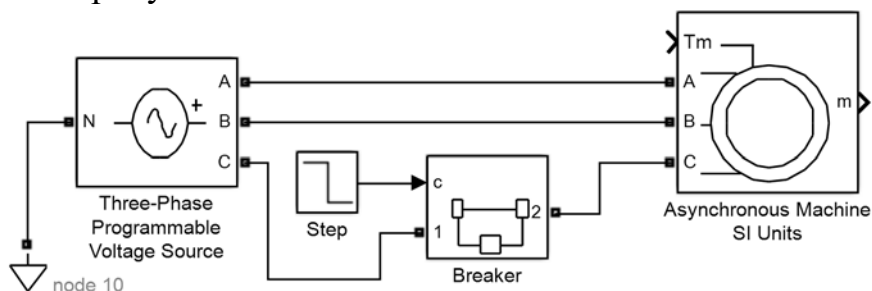 Tm
A
A
N
+
B
B
m
C
C
c
2
1
Three-Phase
Programmable
Voltage Source
Step
Breaker
Asynchronous Machine
SI Units
node 10